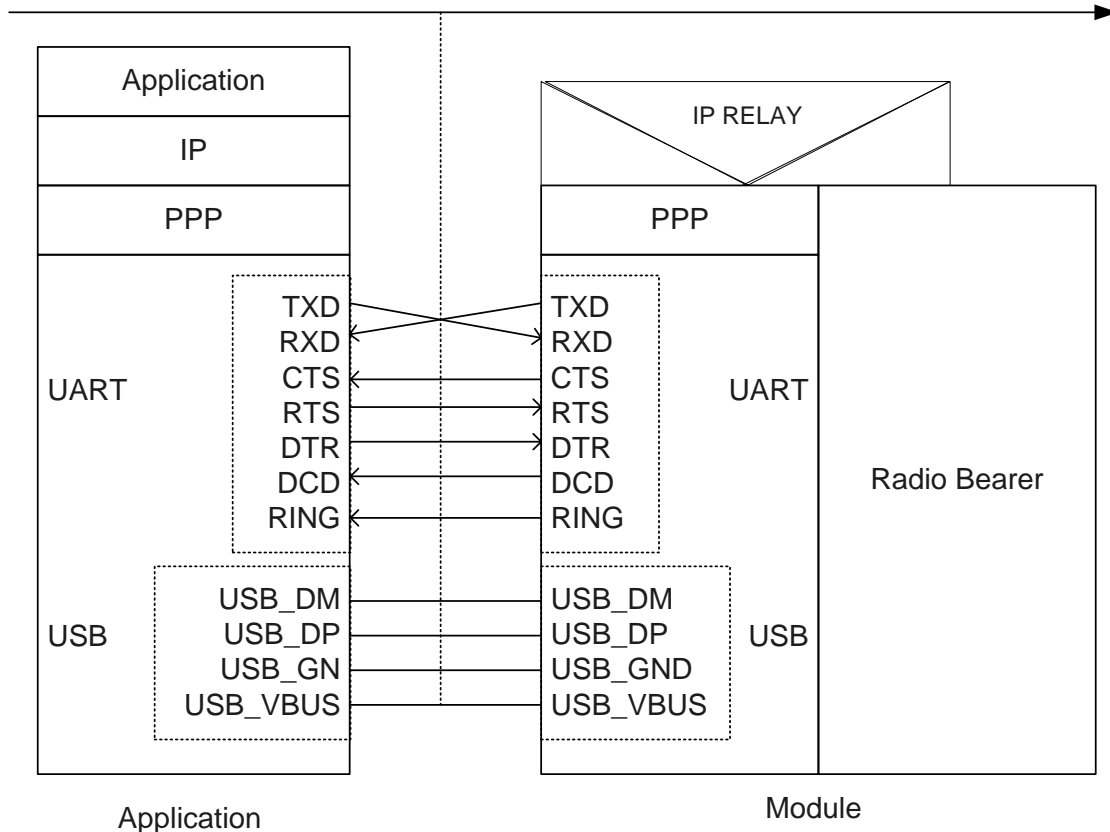 Application
IP
PPP
TXD
RXD
CTS
RTS
DTR
DCD
RING
UART
USB_DM
USB_DP
USB_GN
USB_VBUS
USB
Application
IP RELAY
PPP
TXD
RXD
CTS
RTS
DTR
DCD
RING
UART
USB_DM
USB_DP
USB_GND
USB_VBUS
USB
Radio Bearer
Module